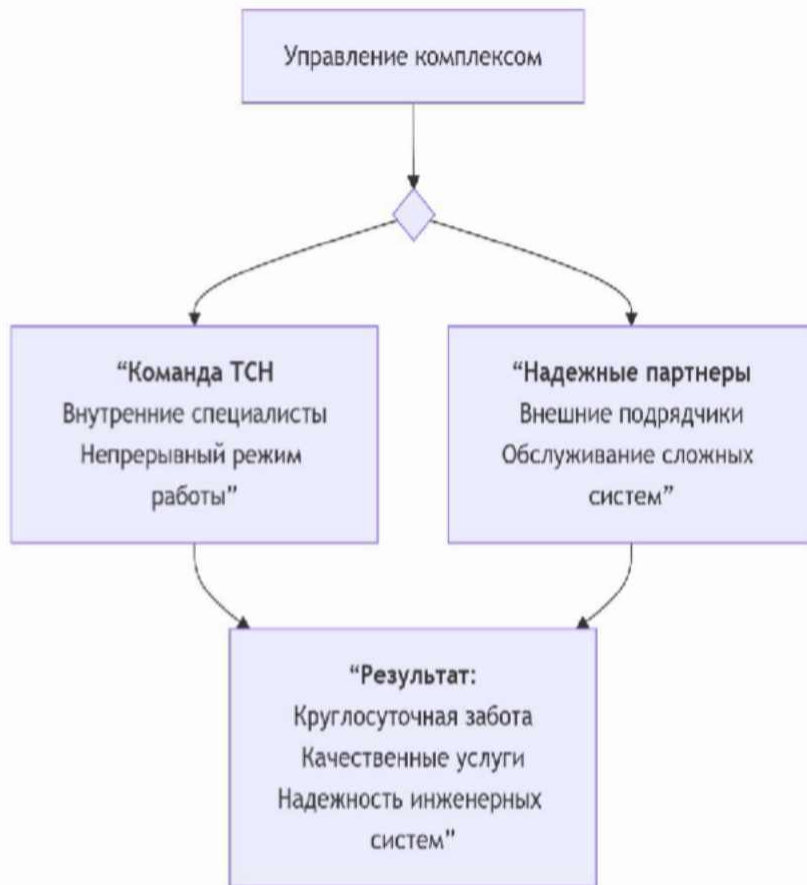 Управление комплексом
“Команда ТСН
Внутренние специалисты
Непрерывный режим
работы”
“Надежные партнеры
Внешние подрядчики
Обслуживание сложных
систем”
“Результат:
Круглосуточная забота
Качественные услуги
Надежность инженерных
систем”